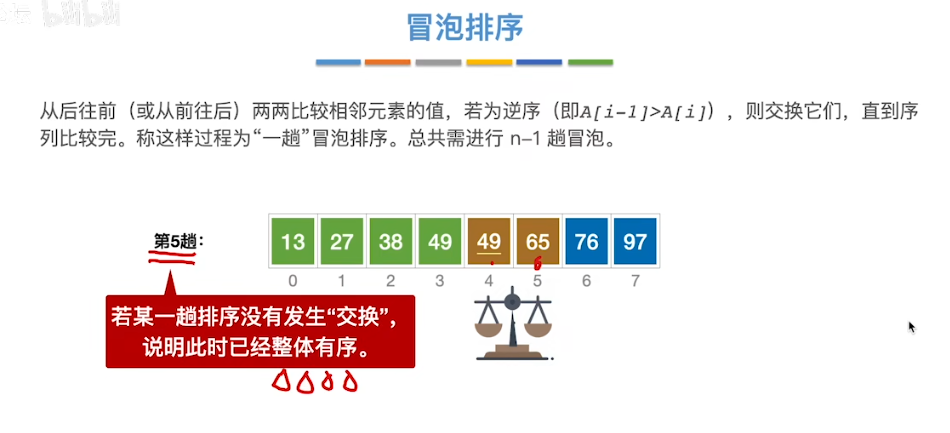 冒泡排序
从后往前（或从前往后）两两比较相邻元素的值，若为逆序（即A[i-1]>A[i]），则交换它们，直到序
列比较完。称这样过程为“一趟”冒泡排序。总共需进行 n-1 趟冒泡。
第5趟：
13 27 38 49 49 65 76 97
0 1 2 3 4 5 6 7
若某一趟排序没有发生“交换”，
说明此时已经整体有序。